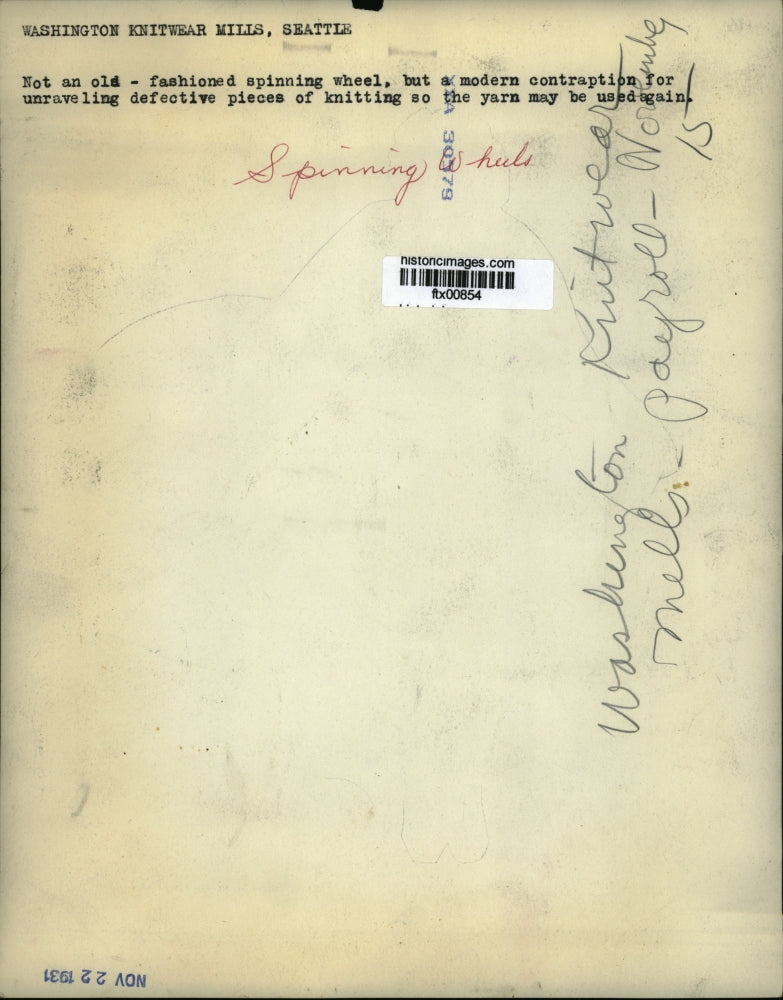 WASHINGTON KNITWEAR MILLS, SEATTLE
Not an old - fashioned spinning wheel, but a modern contraption for
unraveling defective pieces of knitting so the yarn may be used again.
Spinning Wheels
historicimages.com
ftx00854
Washington Knitwear
Mills - Payroll - November
15
NOV 22 1931